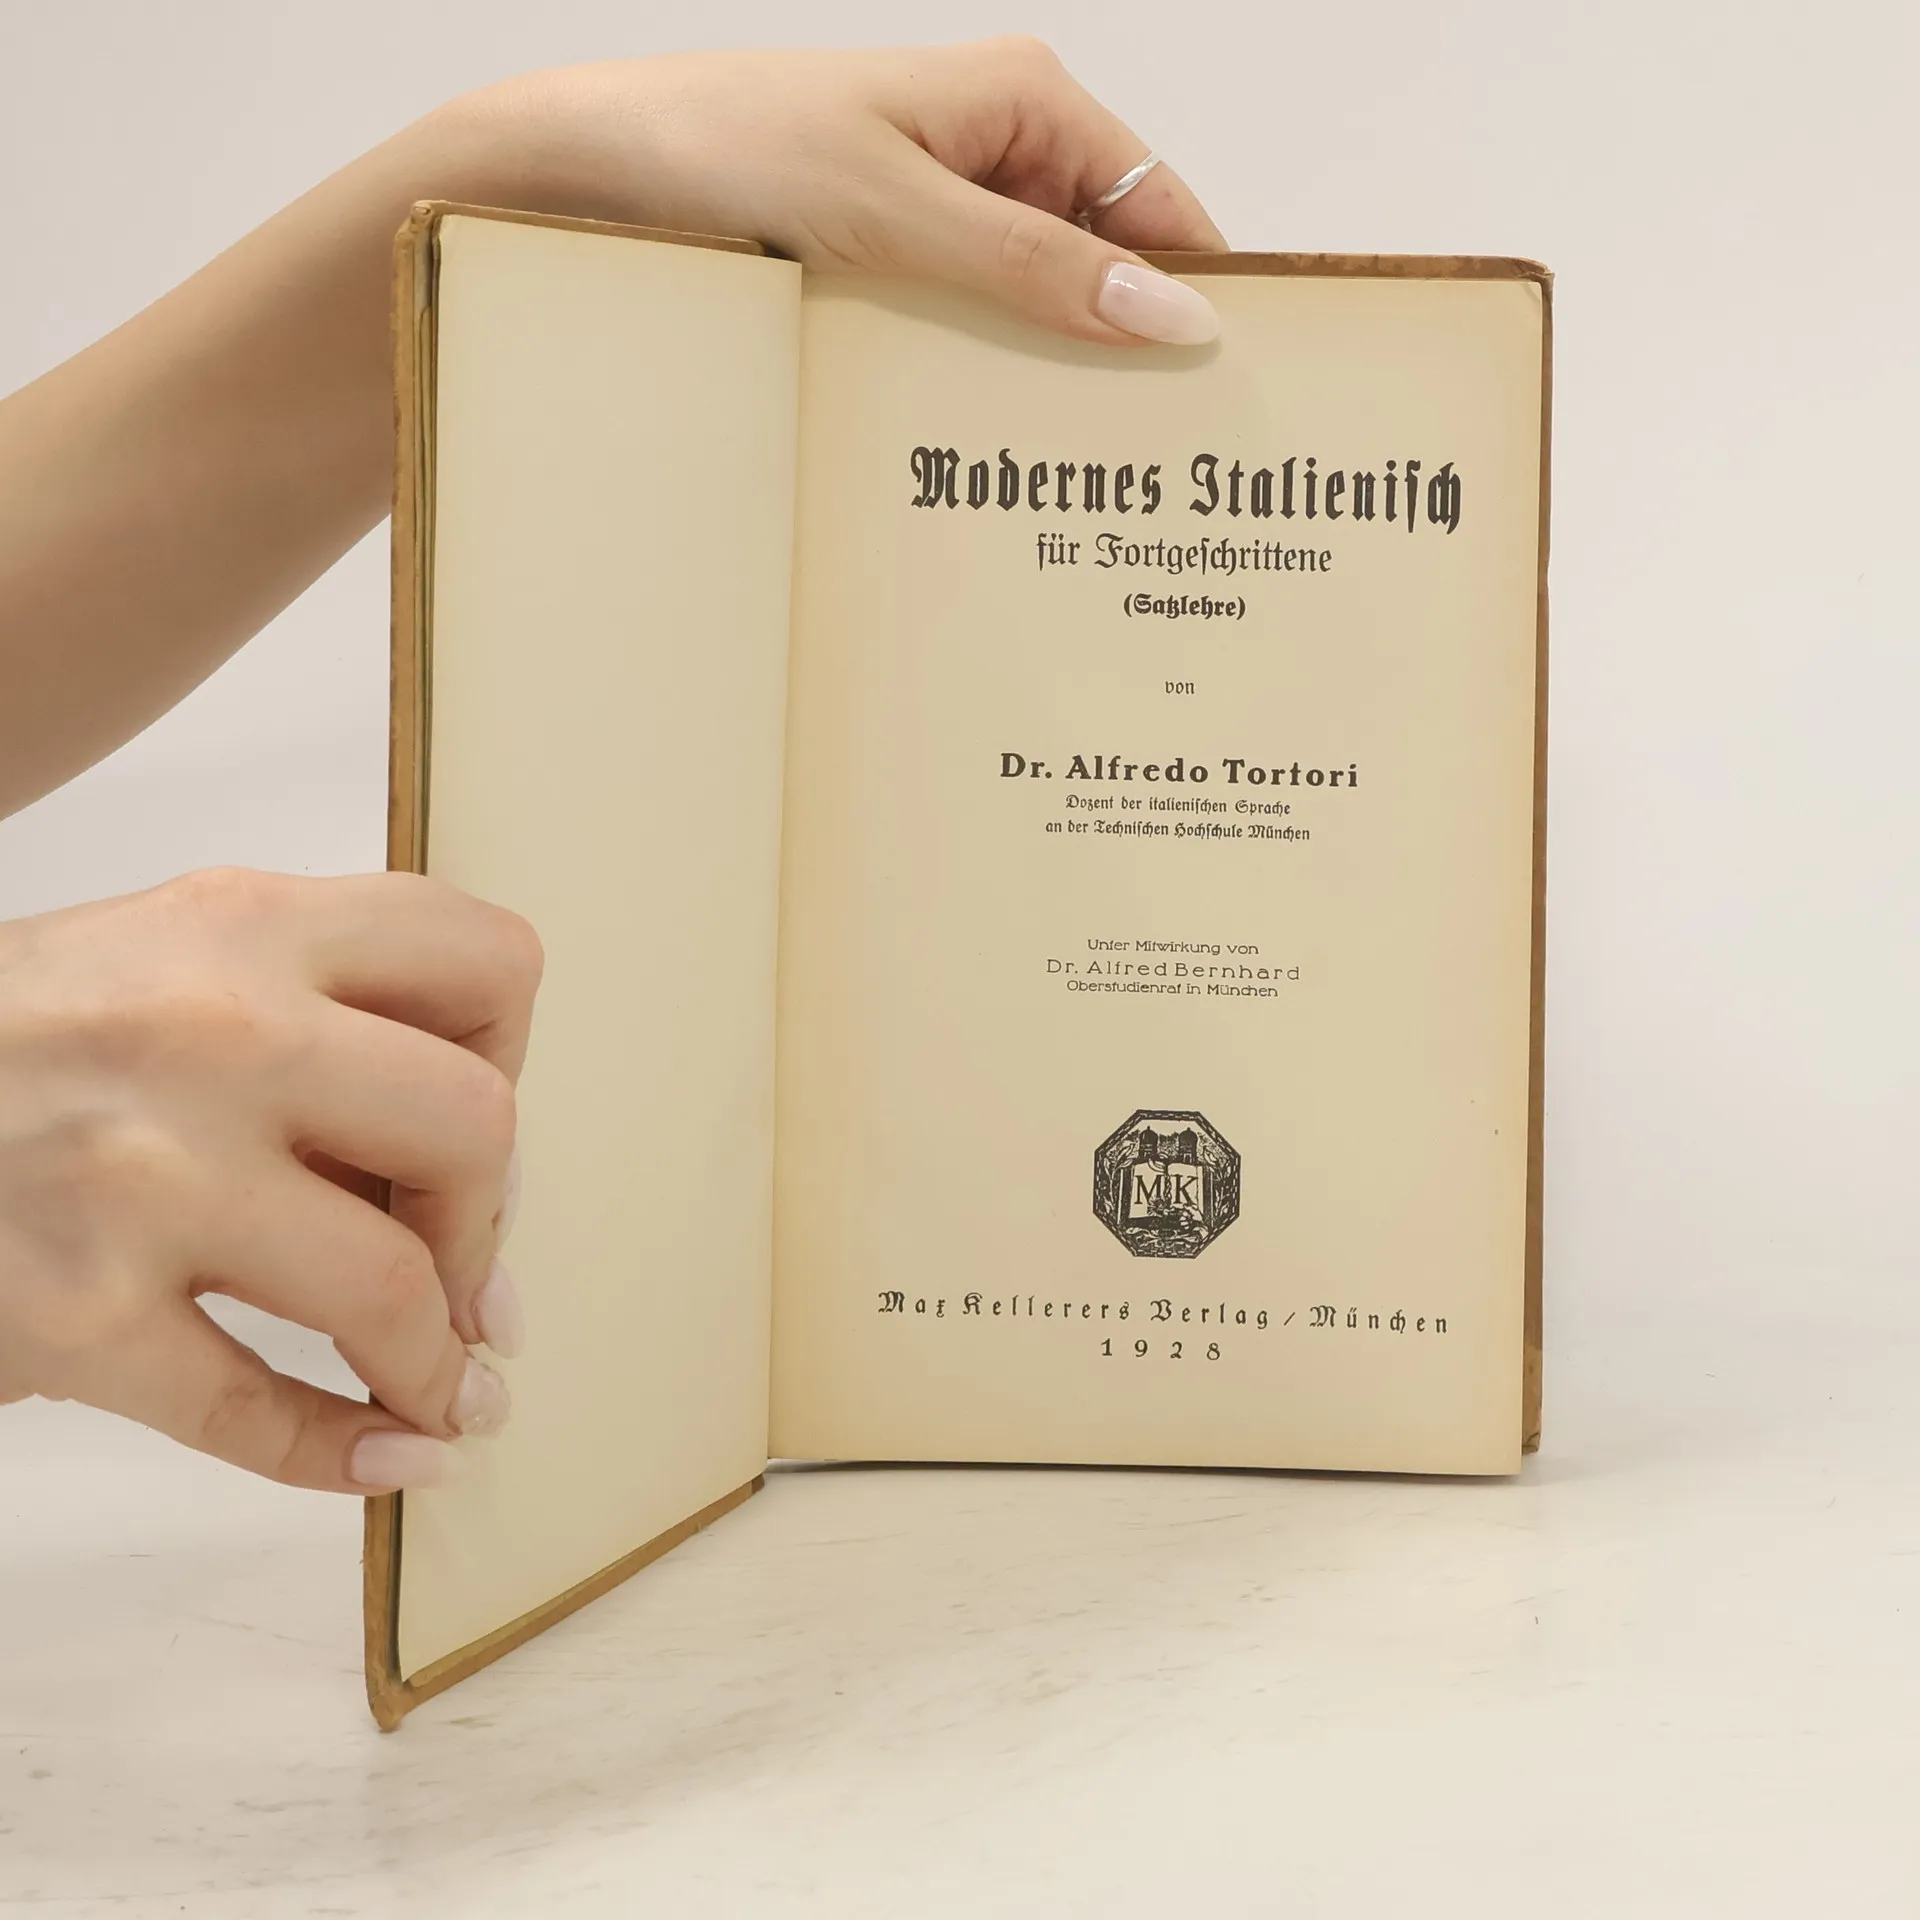 Modernes Italieniſch
für Fortgeſchrittene
(Satzlehre)
von
Dr. Alfredo Tortori
Dozent der italieniſchen Sprache
an der Techniſchen Hochſchule München
Unter Mitwirkung von
Dr. Alfred Bernhard
Oberstudienrat in München
M K
Max Kellerers Verlag / München
1928